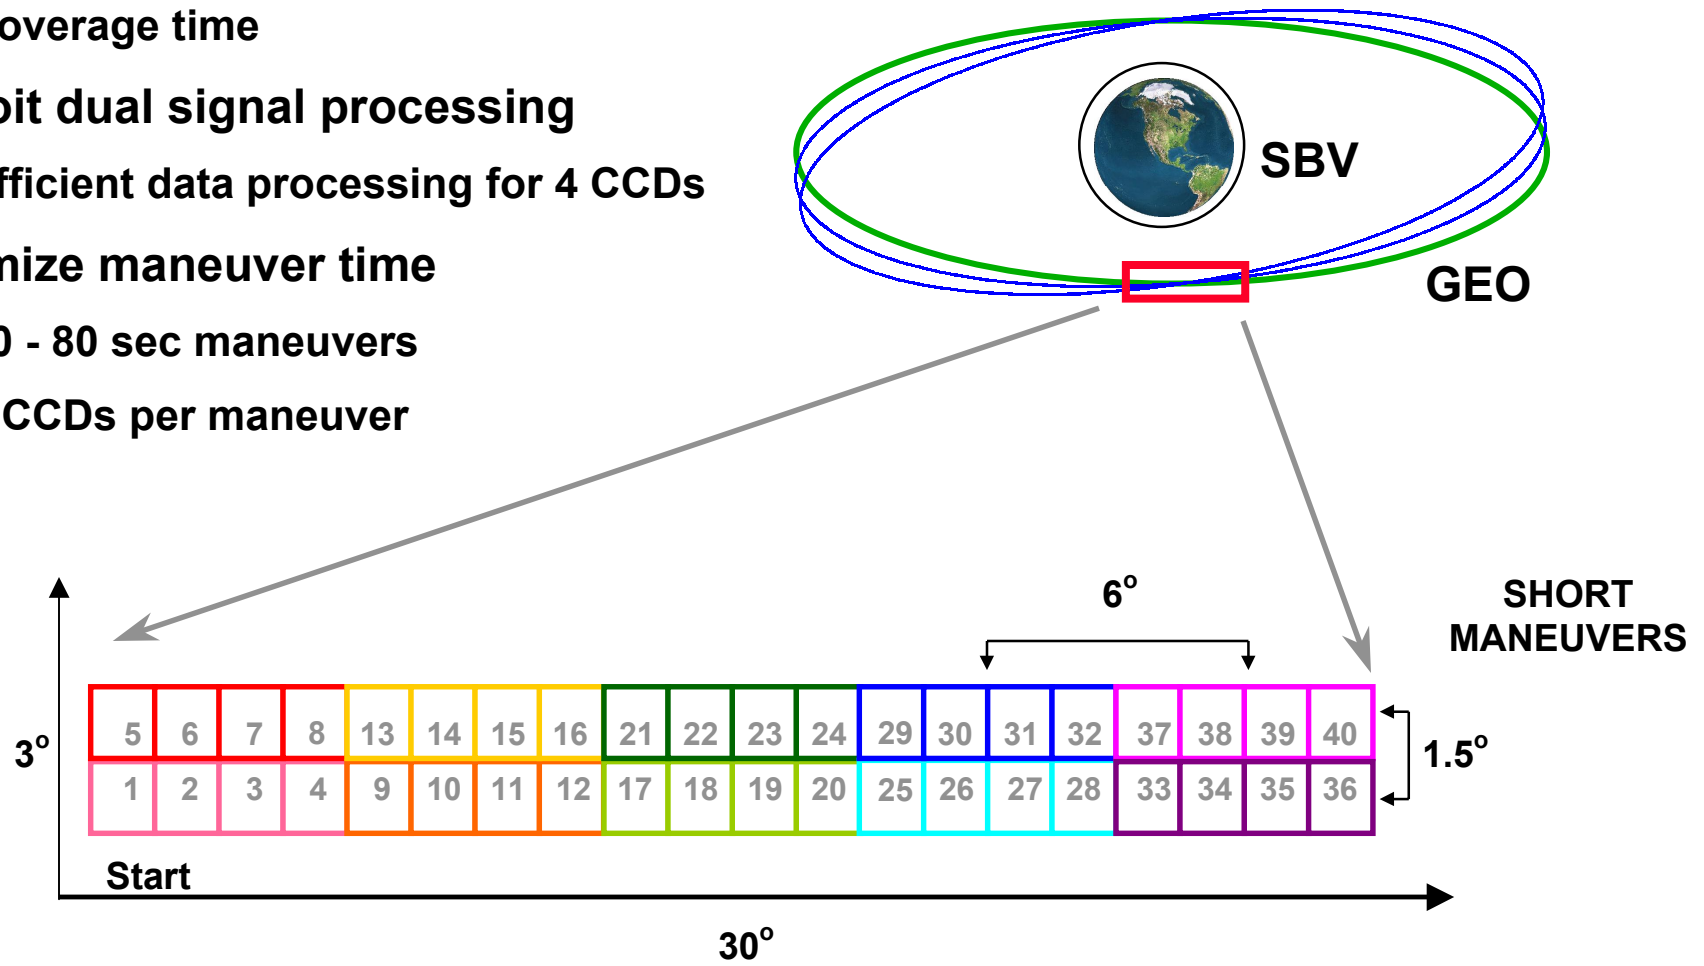 overage time
oit dual signal processing
fficient data processing for 4 CCDs
mize maneuver time
0 - 80 sec maneuvers
CCDs per maneuver
SBV
GEO
6°
SHORT
MANEUVERS
5 6 7 8 13 14 15 16 21 22 23 24 29 30 31 32 37 38 39 40
3°
1.5°
1 2 3 4 9 10 11 12 17 18 19 20 25 26 27 28 33 34 35 36
Start
30°